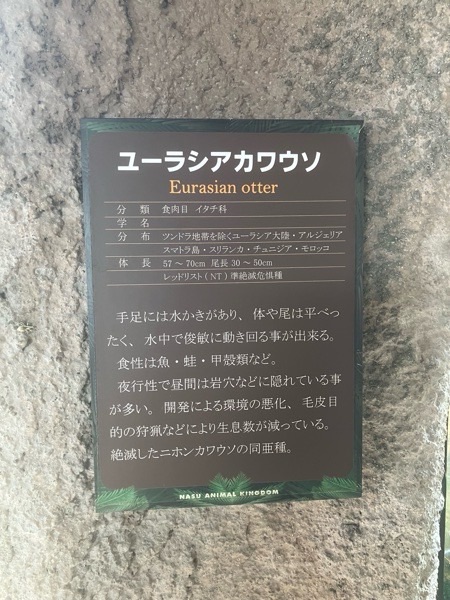 ユーラシアカワウソ
Eurasian otter
分　類　食肉目 イタチ科
学　名
分　布　ツンドラ地帯を除くユーラシア大陸・アルジェリア
スマトラ島・スリランカ・チュニジア・モロッコ
体　長　57 〜 70cm 尾長 30 〜 50cm
レッドリスト ( NT ) 準絶滅危惧種
手足には水かきがあり、体や尾は平べっ
たく、水中で俊敏に動き回る事が出来る。
食性は魚・蛙・甲殻類など。
夜行性で昼間は岩穴などに隠れている事
が多い。開発による環境の悪化、毛皮目
的の狩猟などにより生息数が減っている。
絶滅したニホンカワウソの同亜種。
NASU ANIMAL KINGDOM